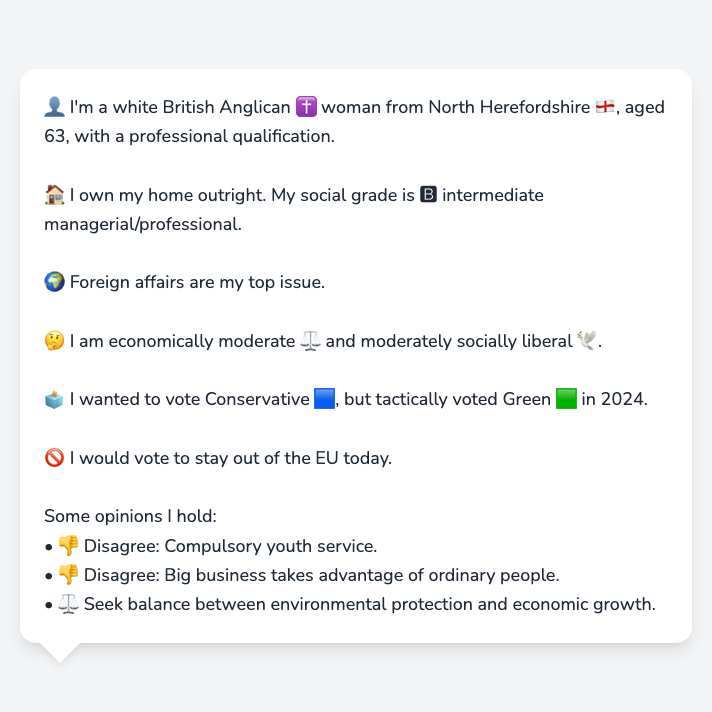 👤 I'm a white British Anglican ✝️ woman from North Herefordshire 🏴󠁧󠁢󠁥󠁮󠁧󠁿, aged
63, with a professional qualification.
🏠 I own my home outright. My social grade is 🅱 intermediate
managerial/professional.
🌍 Foreign affairs are my top issue.
🤔 I am economically moderate ⚖️ and moderately socially liberal 🕊️.
🗳️ I wanted to vote Conservative 🟦, but tactically voted Green 🟩 in 2024.
🚫 I would vote to stay out of the EU today.
Some opinions I hold:
• 👎 Disagree: Compulsory youth service.
• 👎 Disagree: Big business takes advantage of ordinary people.
• ⚖️ Seek balance between environmental protection and economic growth.